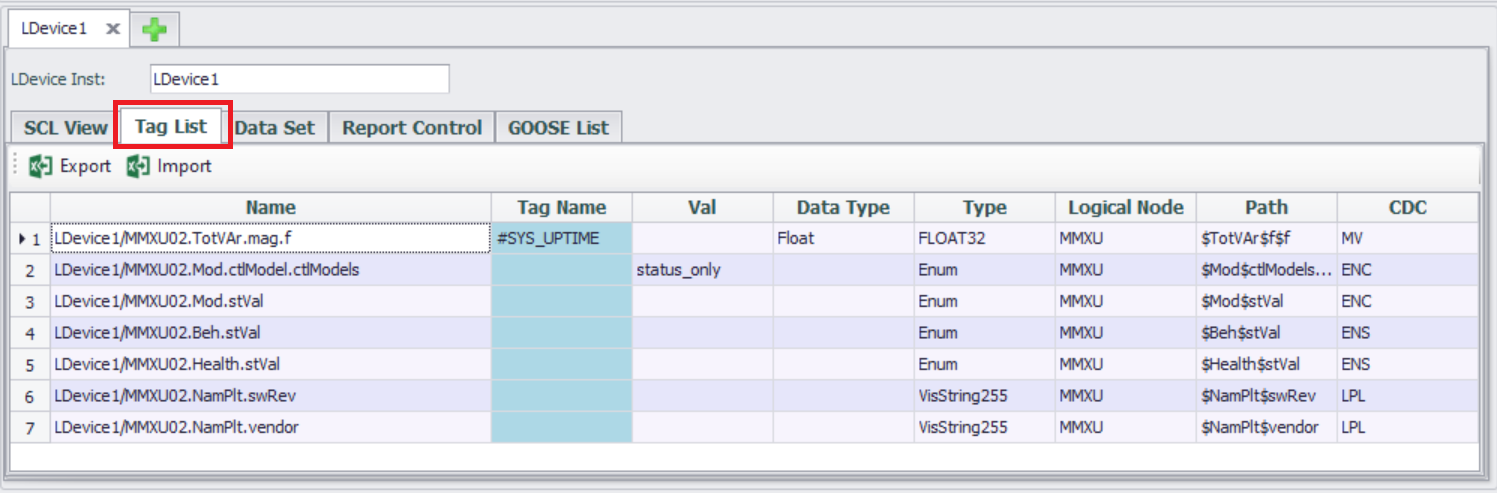 LDevice1
LDevice Inst: LDevice1
SCL View Tag List Data Set Report Control GOOSE List
Export Import
Name Tag Name Val Data Type Type Logical Node Path CDC
1 LDevice1/MMXU02.TotVAr.mag.f #SYS_UPTIME Float FLOAT32 MMXU $TotVAr$f$f MV
2 LDevice1/MMXU02.Mod.ctlModel.ctlModels status_only Enum MMXU $Mod$ctlModels... ENC
3 LDevice1/MMXU02.Mod.stVal Enum MMXU $Mod$stVal ENC
4 LDevice1/MMXU02.Beh.stVal Enum MMXU $Beh$stVal ENS
5 LDevice1/MMXU02.Health.stVal Enum MMXU $Health$stVal ENS
6 LDevice1/MMXU02.NamPlt.swRev VisString255 MMXU $NamPlt$swRev LPL
7 LDevice1/MMXU02.NamPlt.vendor VisString255 MMXU $NamPlt$vendor LPL